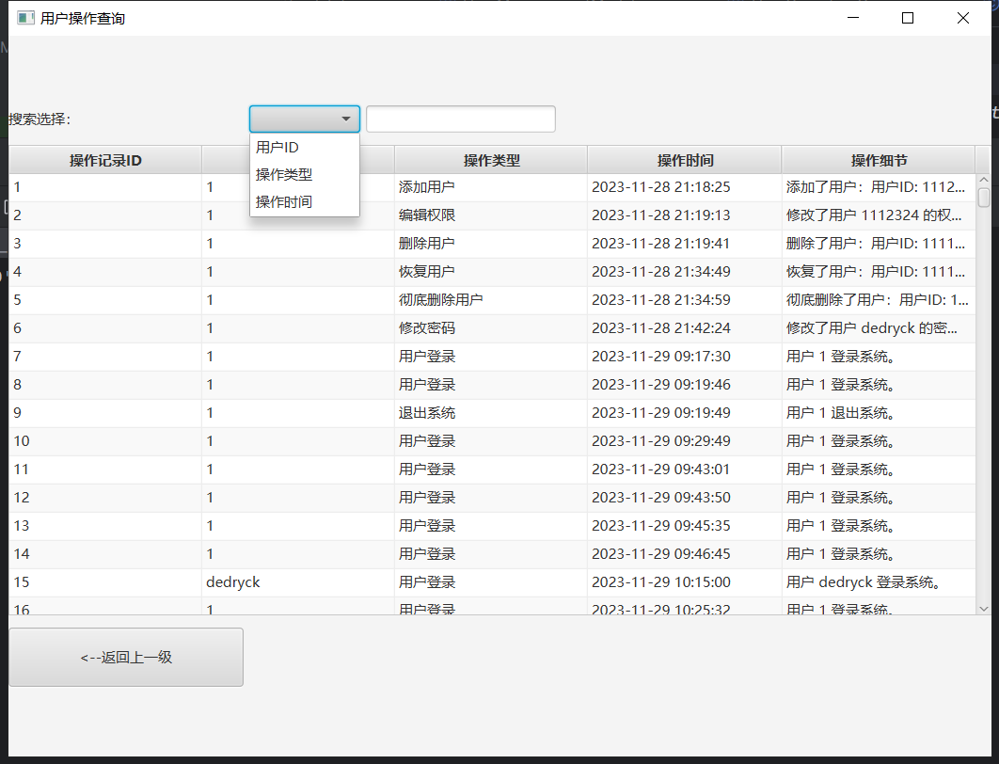 用户操作查询
搜索选择：
用户ID
操作类型
操作时间
操作记录ID 操作类型 操作时间 操作细节
1 1 添加用户 2023-11-28 21:18:25 添加了用户：用户ID: 1112...
2 1 编辑权限 2023-11-28 21:19:13 修改了用户 1112324 的权...
3 1 删除用户 2023-11-28 21:19:41 删除了用户：用户ID: 1111...
4 1 恢复用户 2023-11-28 21:34:49 恢复了用户：用户ID: 1111...
5 1 彻底删除用户 2023-11-28 21:34:59 彻底删除了用户：用户ID: 1...
6 1 修改密码 2023-11-28 21:42:24 修改了用户 dedryck 的密...
7 1 用户登录 2023-11-29 09:17:30 用户 1 登录系统。
8 1 用户登录 2023-11-29 09:19:46 用户 1 登录系统。
9 1 退出系统 2023-11-29 09:19:49 用户 1 退出系统。
10 1 用户登录 2023-11-29 09:29:49 用户 1 登录系统。
11 1 用户登录 2023-11-29 09:43:01 用户 1 登录系统。
12 1 用户登录 2023-11-29 09:43:50 用户 1 登录系统。
13 1 用户登录 2023-11-29 09:45:35 用户 1 登录系统。
14 1 用户登录 2023-11-29 09:46:45 用户 1 登录系统。
15 dedryck 用户登录 2023-11-29 10:15:00 用户 dedryck 登录系统。
16 1 用户登录 2023-11-29 10:25:32 用户 1 登录系统。
<--返回上一级